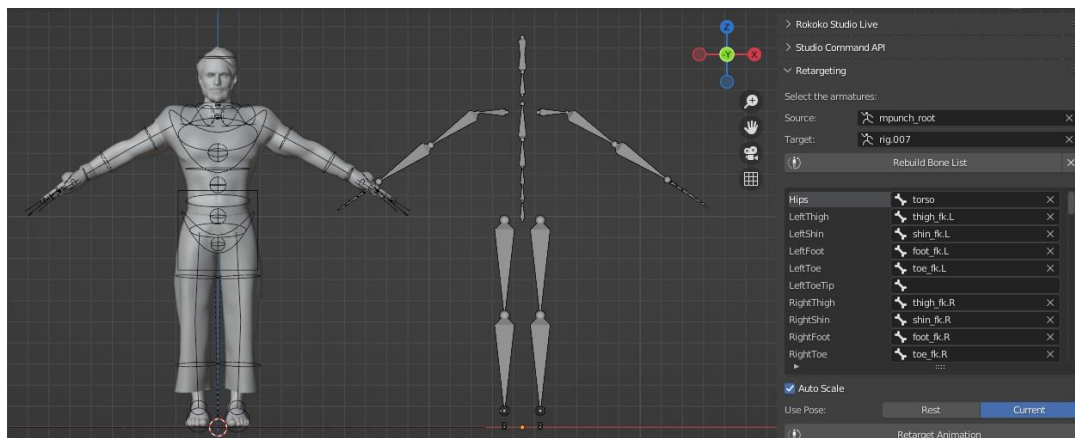 Z
-Y
X
Rokoko Studio Live
Studio Command API
Retargeting
Select the armatures:
Source: mpunch_root
Target: rig.007
Rebuild Bone List
Hips torso
LeftThigh thigh_fk.L
LeftShin shin_fk.L
LeftFoot foot_fk.L
LeftToe toe_fk.L
LeftToeTip
RightThigh thigh_fk.R
RightShin shin_fk.R
RightFoot foot_fk.R
RightToe toe_fk.R
Auto Scale
Use Pose: Rest Current
Retarget Animation